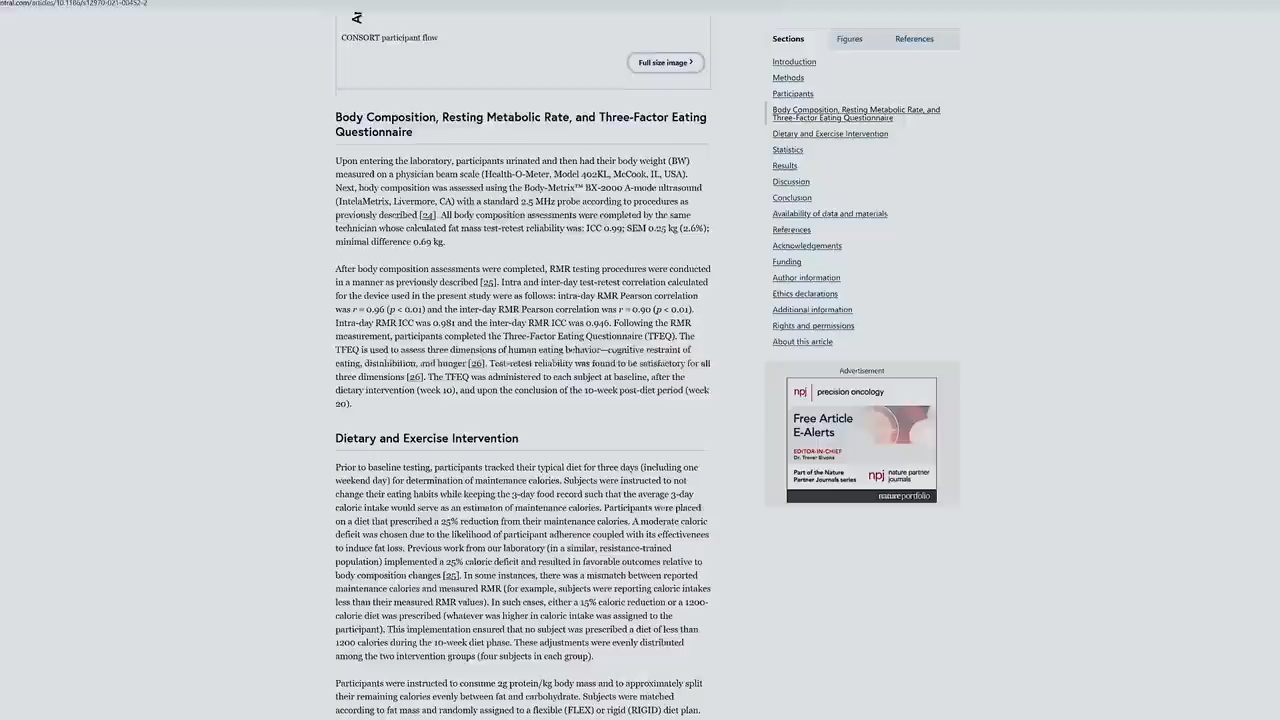 ntral.com/articles/10.1186/s12970-021-00452-2
CONSORT participant flow
Full size image
Body Composition, Resting Metabolic Rate, and Three-Factor Eating
Questionnaire
Upon entering the laboratory, participants urinated and then had their body weight (BW)
measured on a physician beam scale (Health-O-Meter, Model 402KL, McCook, IL, USA).
Next, body composition was assessed using the Body-Metrix™ BX-2000 A-mode ultrasound
(IntelaMetrix, Livermore, CA) with a standard 2.5 MHz probe according to procedures as
previously described [24]. All body composition assessments were completed by the same
technician whose calculated fat mass test-retest reliability was: ICC 0.99; SEM 0.25 kg (2.6%);
minimal difference 0.69 kg.
After body composition assessments were completed, RMR testing procedures were conducted
in a manner as previously described [25]. Intra and inter-day test-retest correlation calculated
for the device used in the present study were as follows: intra-day RMR Pearson correlation
was r = 0.96 (p < 0.01) and the inter-day RMR Pearson correlation was r = 0.90 (p < 0.01).
Intra-day RMR ICC was 0.981 and the inter-day RMR ICC was 0.946. Following the RMR
measurement, participants completed the Three-Factor Eating Questionnaire (TFEQ). The
TFEQ is used to assess three dimensions of human eating behavior—cognitive restraint of
eating, disinhibition, and hunger [26]. Test-retest reliability was found to be satisfactory for all
three dimensions [26]. The TFEQ was administered to each subject at baseline, after the
dietary intervention (week 10), and upon the conclusion of the 10-week post-diet period (week
20).
Dietary and Exercise Intervention
Prior to baseline testing, participants tracked their typical diet for three days (including one
weekend day) for determination of maintenance calories. Subjects were instructed to not
change their eating habits while keeping the 3-day food record such that the average 3-day
caloric intake would serve as an estimaton of maintenance calories. Participants were placed
on a diet that prescribed a 25% reduction from their maintenance calories. A moderate caloric
deficit was chosen due to the likelihood of participant adherence coupled with its effectiveness
to induce fat loss. Previous work from our laboratory (in a similar, resistance-trained
population) implemented a 25% caloric deficit and resulted in favorable outcomes relative to
body composition changes [25]. In some instances, there was a mismatch between reported
maintenance calories and measured RMR (for example, subjects were reporting caloric intakes
less than their measured RMR values). In such cases, either a 15% caloric reduction or a 1200-
calorie diet was prescribed (whatever was higher in caloric intake was assigned to the
participant). This implementation ensured that no subject was prescribed a diet of less than
1200 calories during the 10-week diet phase. These adjustments were evenly distributed
among the two intervention groups (four subjects in each group).
Participants were instructed to consume 2g protein/kg body mass and to approximately split
their remaining calories evenly between fat and carbohydrate. Subjects were matched
according to fat mass and randomly assigned to a flexible (FLEX) or rigid (RIGID) diet plan.
Sections Figures References
Introduction
Methods
Participants
Body Composition, Resting Metabolic Rate, and
Three-Factor Eating Questionnaire
Dietary and Exercise Intervention
Statistics
Results
Discussion
Conclusion
Availability of data and materials
References
Acknowledgements
Funding
Author information
Ethics declarations
Additional information
Rights and permissions
About this article
Advertisement
npj precision oncology
Free Article
E-Alerts
EDITOR-IN-CHIEF
Part of the Nature
Partner Journals series
npj nature partner
journals
natureportfolio